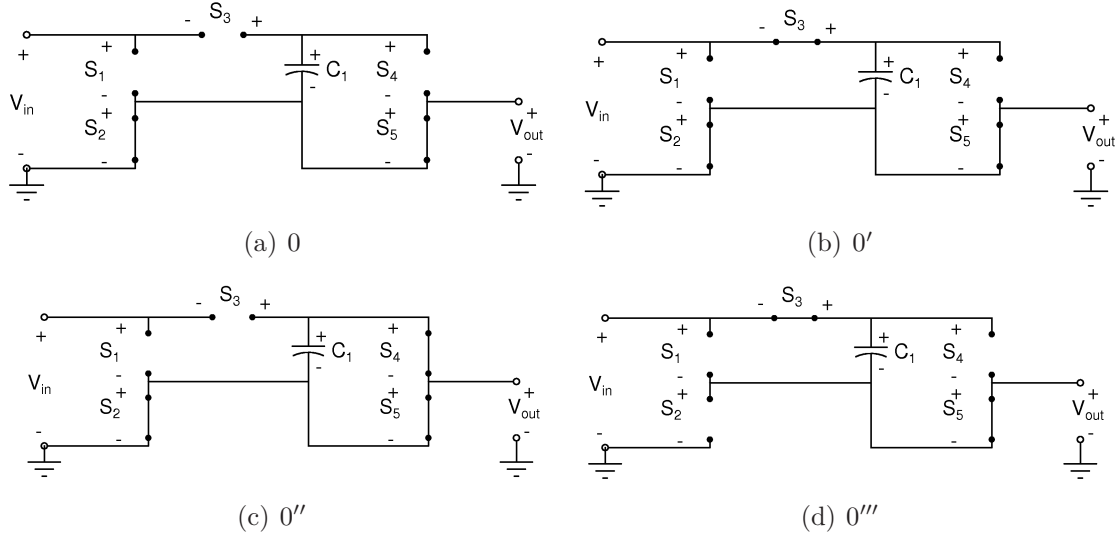 - S3 +
+ + + +
S1 C1 S4
- - -
Vin + + +
S2 S5 Vout
- - - -
(a) 0
- S3 +
+ + + +
S1 C1 S4
- - -
Vin + + +
S2 S5 Vout
- - - -
(b) 0′
- S3 +
+ + + +
S1 C1 S4
- - -
Vin + + +
S2 S5 Vout
- - - -
(c) 0′′
- S3 +
+ + + +
S1 C1 S4
- - -
Vin + + +
S2 S5 Vout
- - - -
(d) 0′′′